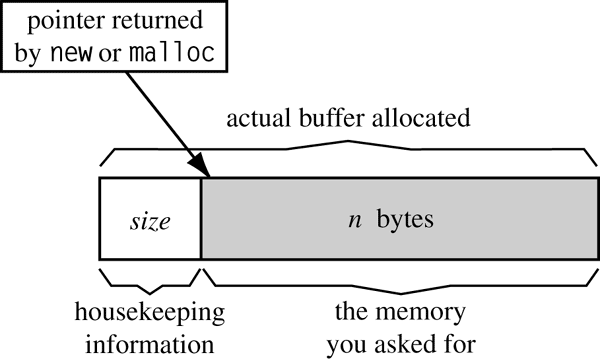 pointer returned
by new or malloc
actual buffer allocated
size
n bytes
housekeeping
information
the memory
you asked for